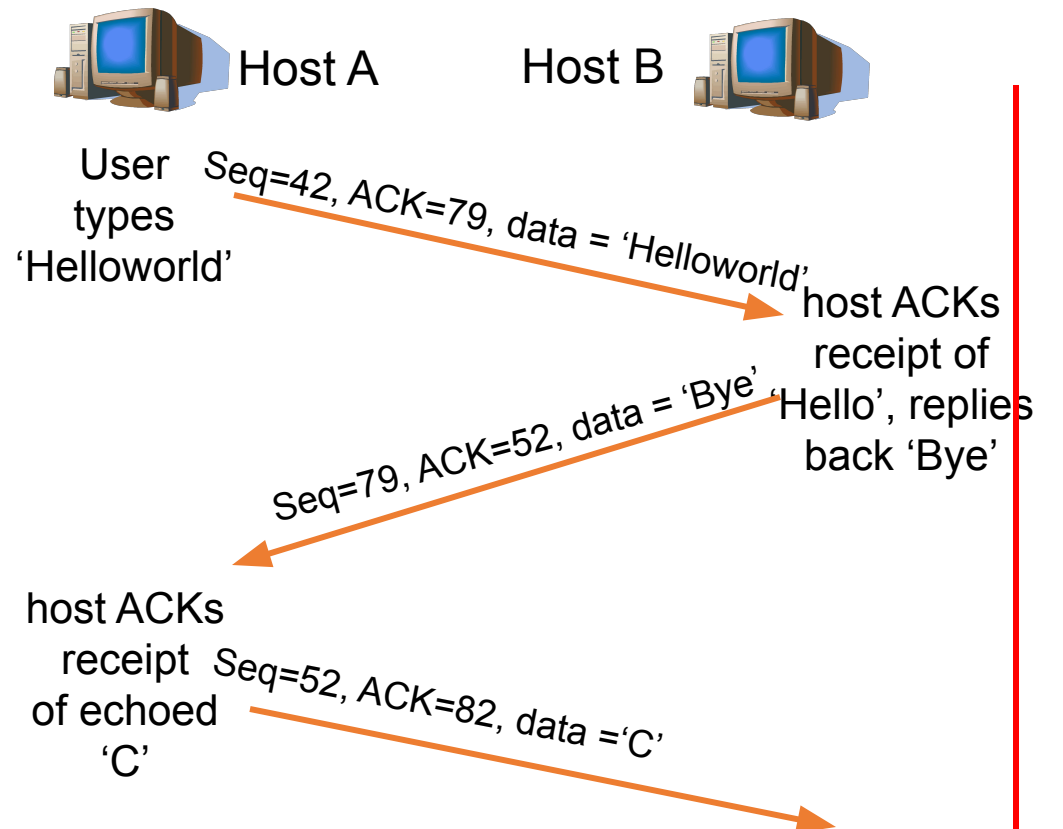 Host A
Host B
User
types
‘Helloworld’
Seq=42, ACK=79, data = ‘Helloworld’
host ACKs
receipt of
‘Hello’, replies
back ‘Bye’
Seq=79, ACK=52, data = ‘Bye’
host ACKs
receipt
of echoed
‘C’
Seq=52, ACK=82, data =‘C’